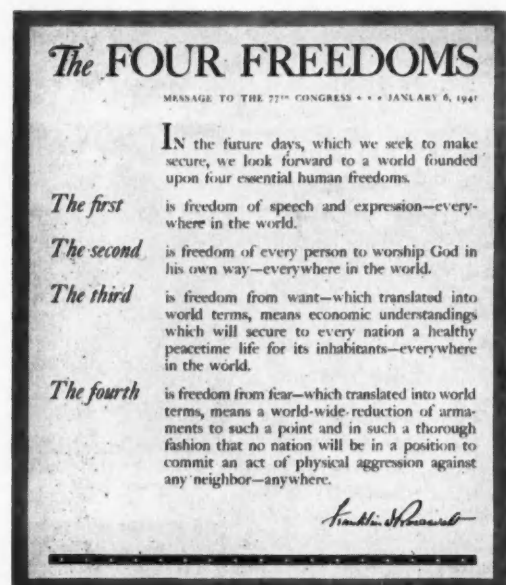 The FOUR FREEDOMS
MESSAGE TO THE 77TH CONGRESS • • • JANUARY 6, 1941
IN the future days, which we seek to make
secure, we look forward to a world founded
upon four essential human freedoms.
The first is freedom of speech and expression—every-
where in the world.
The second is freedom of every person to worship God in
his own way—everywhere in the world.
The third is freedom from want—which translated into
world terms, means economic understandings
which will secure to every nation a healthy
peacetime life for its inhabitants—everywhere
in the world.
The fourth is freedom from fear—which translated into world
terms, means a world-wide reduction of arma-
ments to such a point and in such a thorough
fashion that no nation will be in a position to
commit an act of physical aggression against
any neighbor—anywhere.
Franklin D Roosevelt